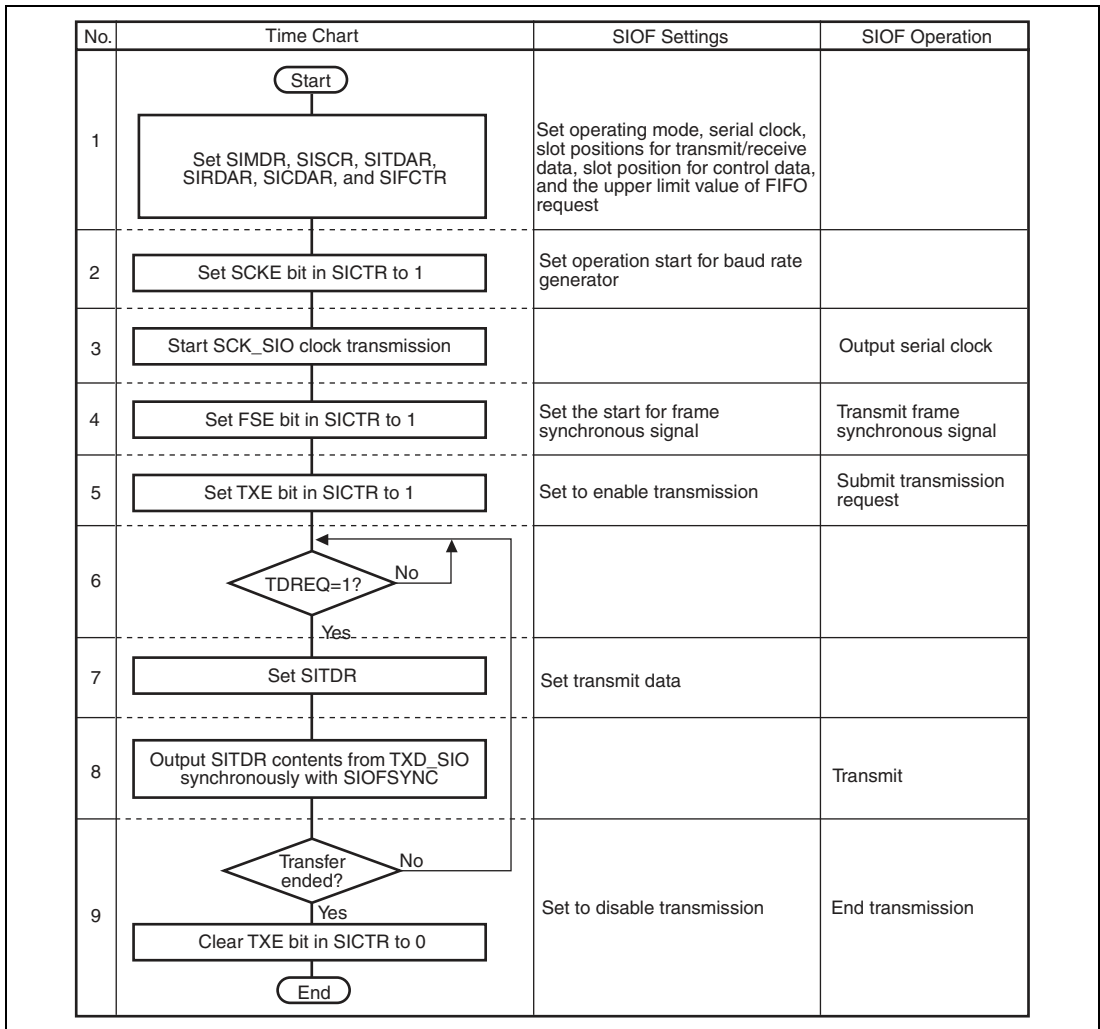 No. Time Chart SIOF Settings SIOF Operation
Start
1
Set SIMDR, SISCR, SITDAR,
SIRDAR, SICDAR, and SIFCTR
Set operating mode, serial clock,
slot positions for transmit/receive
data, slot position for control data,
and the upper limit value of FIFO
request
2
Set SCKE bit in SICTR to 1
Set operation start for baud rate
generator
3
Start SCK_SIO clock transmission
Output serial clock
4
Set FSE bit in SICTR to 1
Set the start for frame
synchronous signal
Transmit frame
synchronous signal
5
Set TXE bit in SICTR to 1
Set to enable transmission
Submit transmission
request
6
TDREQ=1?
No
Yes
7
Set SITDR
Set transmit data
8
Output SITDR contents from TXD_SIO
synchronously with SIOFSYNC
Transmit
9
Transfer
ended?
No
Yes
Clear TXE bit in SICTR to 0
Set to disable transmission
End transmission
End